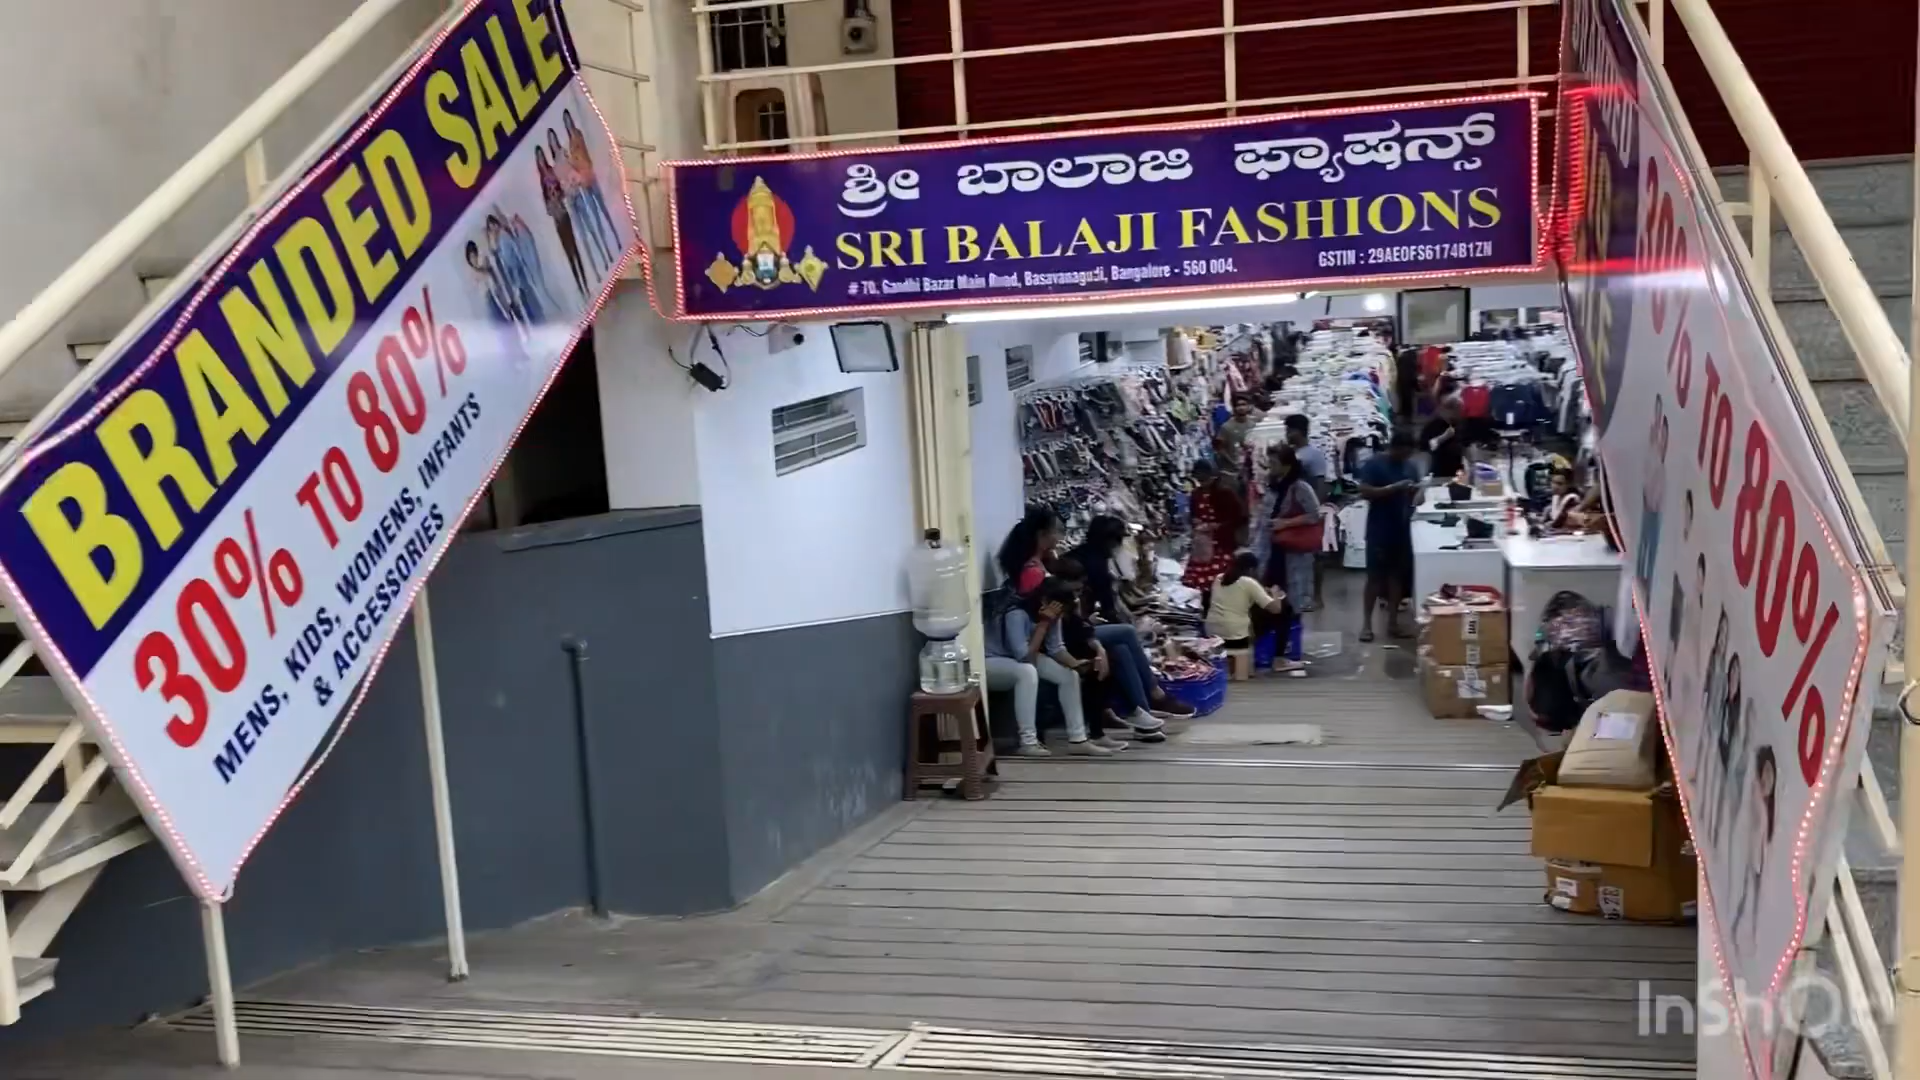 BRANDED SALE
30% TO 80%
MENS, KIDS, WOMENS, INFANTS
& ACCESSORIES
ಶ್ರೀ ಬಾಲಾಜಿ ಫ್ಯಾಷನ್ಸ್
SRI BALAJI FASHIONS
# 70, Gandhi Bazar Main Road, Basavanagudi, Bangalore - 560 004.
GSTIN : 29AEOFS6174B1ZN
30% TO 80%
InShOt